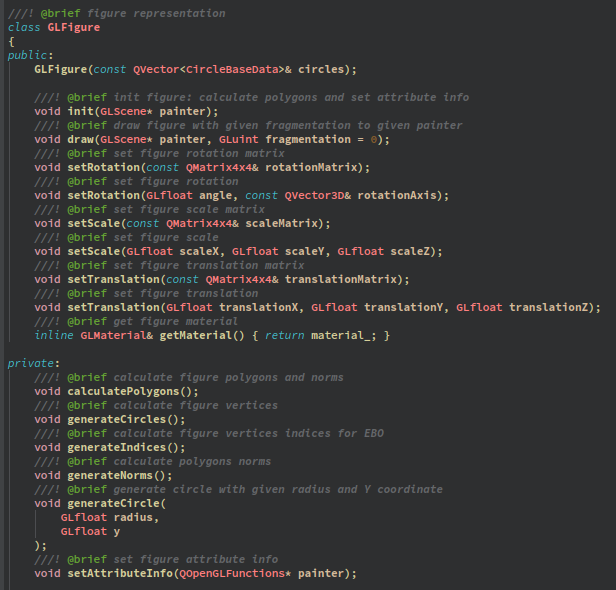 ///! @brief figure representation
class GLFigure
{
public:
    GLFigure(const QVector<CircleBaseData>& circles);

    ///! @brief init figure: calculate polygons and set attribute info
    void init(GLScene* painter);
    ///! @brief draw figure with given fragmentation to given painter
    void draw(GLScene* painter, GLuint fragmentation = 0);
    ///! @brief set figure rotation matrix
    void setRotation(const QMatrix4x4& rotationMatrix);
    ///! @brief set figure rotation
    void setRotation(GLfloat angle, const QVector3D& rotationAxis);
    ///! @brief set figure scale matrix
    void setScale(const QMatrix4x4& scaleMatrix);
    ///! @brief set figure scale
    void setScale(GLfloat scaleX, GLfloat scaleY, GLfloat scaleZ);
    ///! @brief set figure translation matrix
    void setTranslation(const QMatrix4x4& translationMatrix);
    ///! @brief set figure translation
    void setTranslation(GLfloat translationX, GLfloat translationY, GLfloat translationZ);
    ///! @brief get figure material
    inline GLMaterial& getMaterial() { return material_; }

private:
    ///! @brief calculate figure polygons and norms
    void calculatePolygons();
    ///! @brief calculate figure vertices
    void generateCircles();
    ///! @brief calculate figure vertices indices for EBO
    void generateIndices();
    ///! @brief calculate polygons norms
    void generateNorms();
    ///! @brief generate circle with given radius and Y coordinate
    void generateCircle(
        GLfloat radius,
        GLfloat y
    );
    ///! @brief set figure attribute info
    void setAttributeInfo(QOpenGLFunctions* painter);